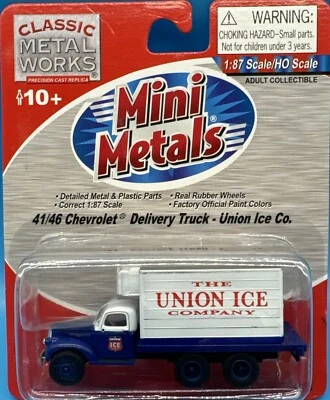 CLASSIC
METAL
WORKS®
PRECISION CAST REPLICA
10+
WARNING:
CHOKING HAZARD–Small parts.
Not for children under 3 years.
1:87 Scale/HO Scale
ADULT COLLECTIBLE
Mini
Metals®
• Detailed Metal & Plastic Parts • Real Rubber Wheels
• Correct 1:87 Scale • Factory Official Paint Colors
41/46 Chevrolet® Delivery Truck - Union Ice Co.
THE
UNION ICE
COMPANY
UNION
ICE